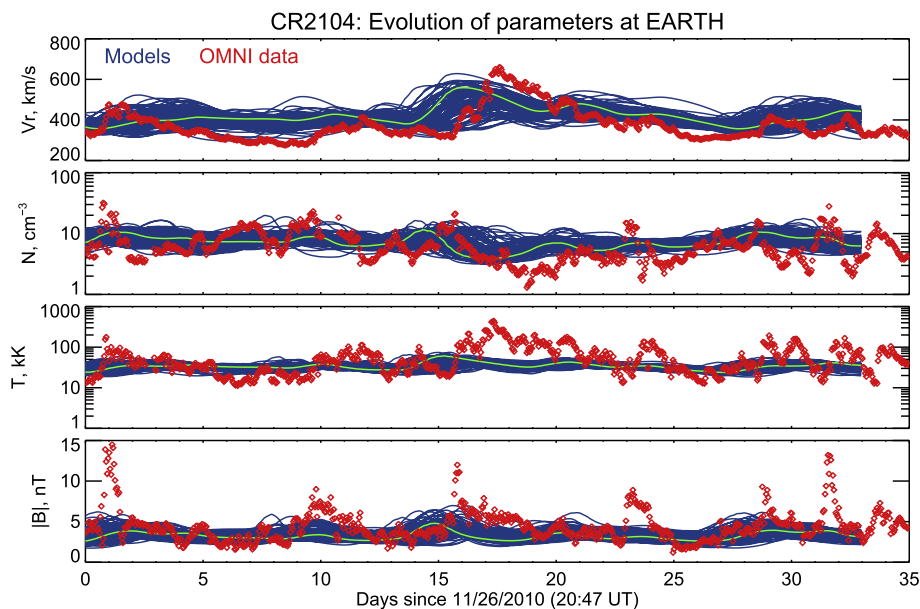 CR2104: Evolution of parameters at EARTH
800
600
400
200
Vr, km/s
Models OMNI data
100
10
1
N, cm⁻³
1000
100
10
1
T, kK
15
10
5
0
|B|, nT
0 5 10 15 20 25 30 35
Days since 11/26/2010 (20:47 UT)